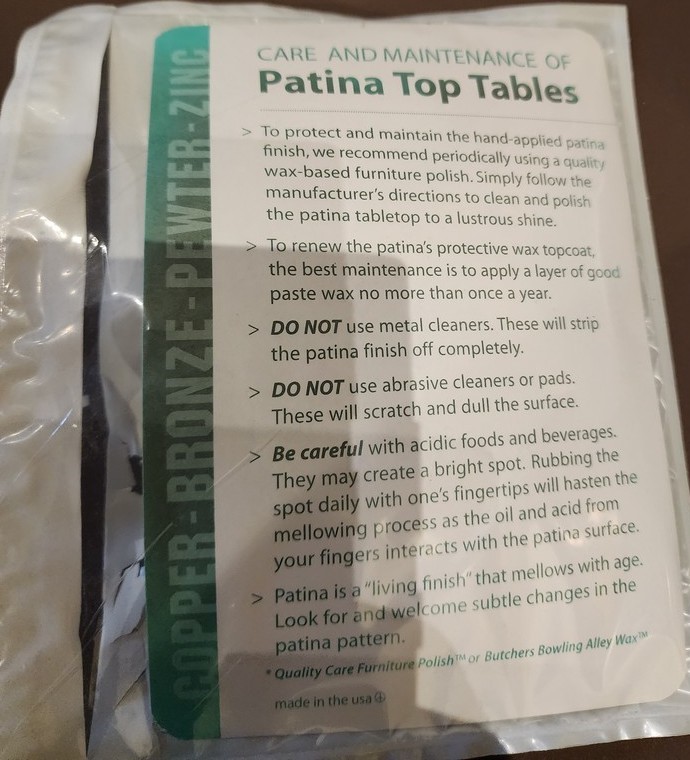 COPPER - BRONZE - PEWTER - ZINC
CARE AND MAINTENANCE OF
Patina Top Tables
> To protect and maintain the hand-applied patina
finish, we recommend periodically using a quality
wax-based furniture polish. Simply follow the
manufacturer's directions to clean and polish
the patina tabletop to a lustrous shine.
> To renew the patina's protective wax topcoat,
the best maintenance is to apply a layer of good
paste wax no more than once a year.
> DO NOT use metal cleaners. These will strip
the patina finish off completely.
> DO NOT use abrasive cleaners or pads.
These will scratch and dull the surface.
> Be careful with acidic foods and beverages.
They may create a bright spot. Rubbing the
spot daily with one's fingertips will hasten the
mellowing process as the oil and acid from
your fingers interacts with the patina surface.
> Patina is a "living finish" that mellows with age.
Look for and welcome subtle changes in the
patina pattern.
* Quality Care Furniture Polish™ or Butchers Bowling Alley Wax™
made in the usa